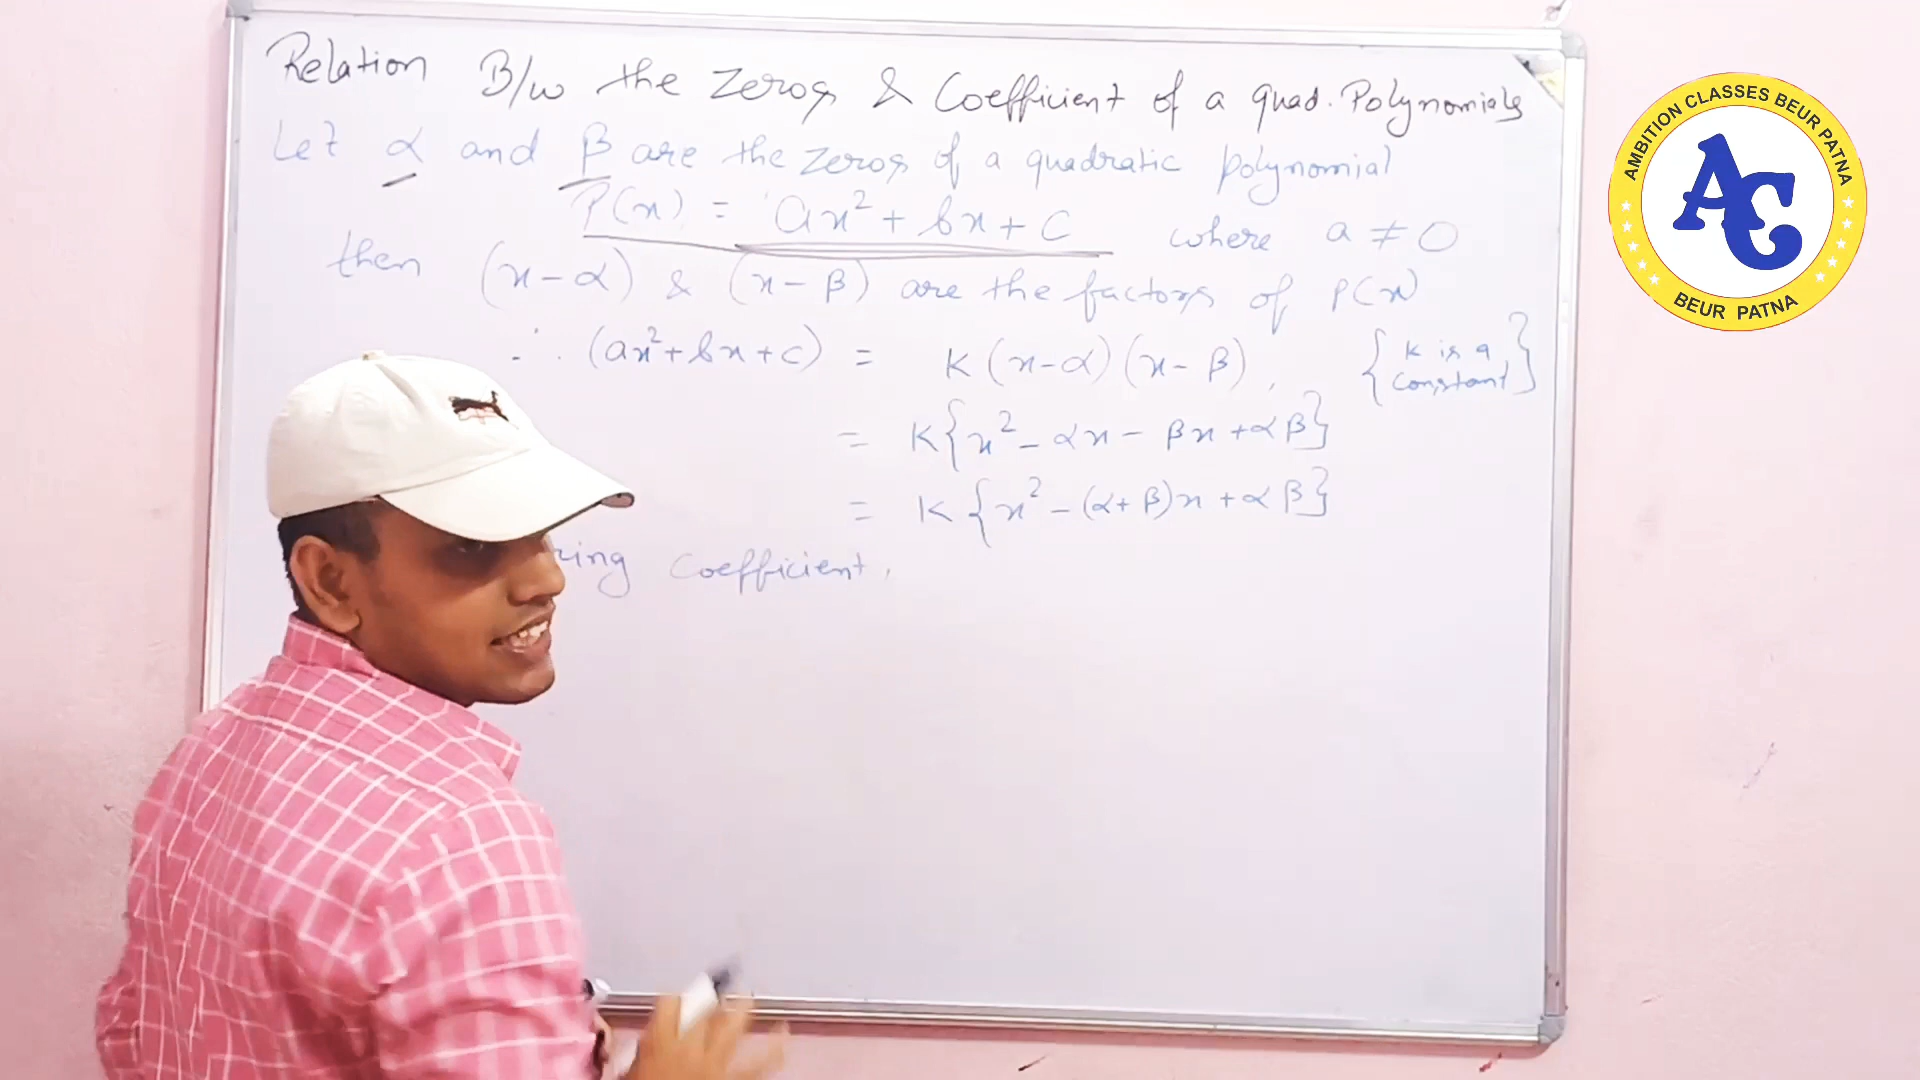 Relation B/w the zeros & Coefficient of a quad. Polynomials
Let α and β are the zeros of a quadratic polynomial
P(x) = ax² + bx + c where a ≠ 0
then (x-α) & (x-β) are the factors of P(x)
∴ (ax²+bx+c) = K(x-α)(x-β), {K is a constant}
= K{x² - αx - βx + αβ}
= K{x² - (α+β)x + αβ}
Coefficient,
AMBITION CLASSES BEUR PATNA
AC
BEUR PATNA